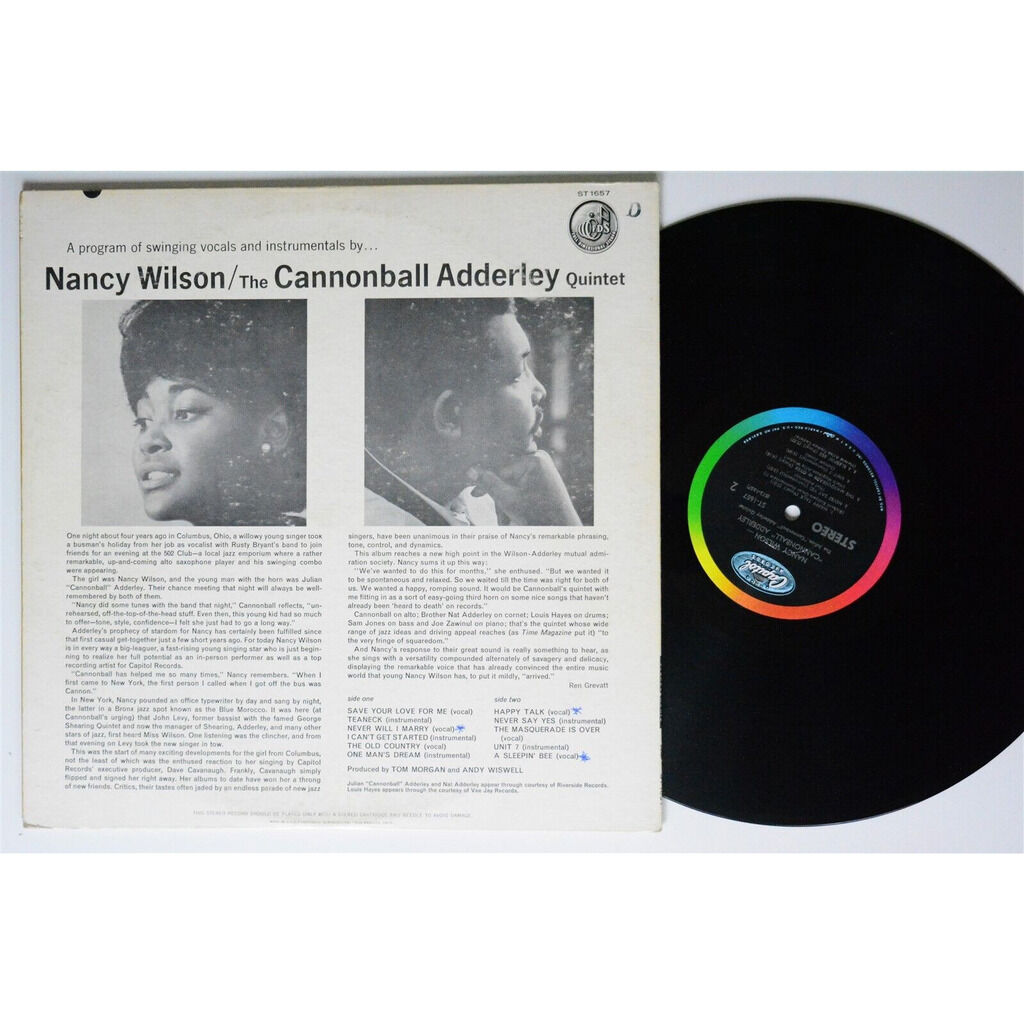 ST 1657
D
A program of swinging vocals and instrumentals by...
Nancy Wilson/The Cannonball Adderley Quintet
One night about four years ago in Columbus, Ohio, a willowy young singer took
a busman's holiday from her job as vocalist with Rusty Bryant's band to join
friends for an evening at the 502 Club—a local jazz emporium where a rather
remarkable, up-and-coming alto saxophone player and his swinging combo
were appearing.
The girl was Nancy Wilson, and the young man with the horn was Julian
"Cannonball" Adderley. Their chance meeting that night will always be well-
remembered by both of them.
"Nancy did some tunes with the band that night," Cannonball reflects, "un-
rehearsed, off-the-top-of-the-head stuff. Even then, this young kid had so much
to offer—tone, style, confidence—I felt she just had to go a long way."
Adderley's prophecy of stardom for Nancy has certainly been fulfilled since
that first casual get-together just a few short years ago. For today Nancy Wilson
is in every way a big-leaguer, a fast-rising young singing star who is just begin-
ning to realize her full potential as an in-person performer as well as a top
recording artist for Capitol Records.
"Cannonball has helped me so many times," Nancy remembers. "When I
first came to New York, the first person I called when I got off the bus was
Cannon."
In New York, Nancy pounded an office typewriter by day and sang by night,
the latter in a Bronx jazz spot known as the Blue Morocco. It was here (at
Cannonball's urging) that John Levy, former bassist with the famed George
Shearing Quintet and now the manager of Shearing, Adderley, and many other
stars of jazz, first heard Miss Wilson. One listening was the clincher, and from
that evening on Levy took the new singer in tow.
This was the start of many exciting developments for the girl from Columbus,
not the least of which was the enthused reaction to her singing by Capitol
Records' executive producer, Dave Cavanaugh. Frankly, Cavanaugh simply
flipped and signed her right away. Her albums to date have won her a throng
of new friends. Critics, their tastes often jaded by an endless parade of new jazz
singers, have been unanimous in their praise of Nancy's remarkable phrasing,
tone, control, and dynamics.
This album reaches a new high point in the Wilson-Adderley mutual admi-
ration society. Nancy sums it up this way:
"We've wanted to do this for months," she enthused. "But we wanted it
to be spontaneous and relaxed. So we waited till the time was right for both of
us. We wanted a happy, romping sound. It would be Cannonball's quintet with
me fitting in as a sort of easy-going third horn on some nice songs that haven't
already been 'heard to death' on records."
Cannonball on alto; Brother Nat Adderley on cornet; Louis Hayes on drums;
Sam Jones on bass and Joe Zawinul on piano; that's the quintet whose wide
range of jazz ideas and driving appeal reaches (as Time Magazine put it) "to
the very fringe of squaredom."
And Nancy's response to their great sound is really something to hear, as
she sings with a versatility compounded alternately of savagery and delicacy,
displaying the remarkable voice that has already convinced the entire music
world that young Nancy Wilson has, to put it mildly, "arrived."
Ren Grevatt
side one
SAVE YOUR LOVE FOR ME (vocal)
TEANECK (instrumental)
NEVER WILL I MARRY (vocal)
I CAN'T GET STARTED (instrumental)
THE OLD COUNTRY (vocal)
ONE MAN'S DREAM (instrumental)
side two
HAPPY TALK (vocal)
NEVER SAY YES (instrumental)
THE MASQUERADE IS OVER
(vocal)
UNIT 7 (instrumental)
A SLEEPIN' BEE (vocal)
Produced by TOM MORGAN and ANDY WISWELL
Julian "Cannonball" Adderley and Nat Adderley appear through courtesy of Riverside Records.
Louis Hayes appears through the courtesy of Vee Jay Records.
THIS STEREO RECORD SHOULD BE PLAYED ONLY WITH A STEREO CARTRIDGE AND NEEDLE TO AVOID DAMAGE.
Capitol
NANCY WILSON
"CANNONBALL" ADDERLEY
STEREO
ST-1657
2